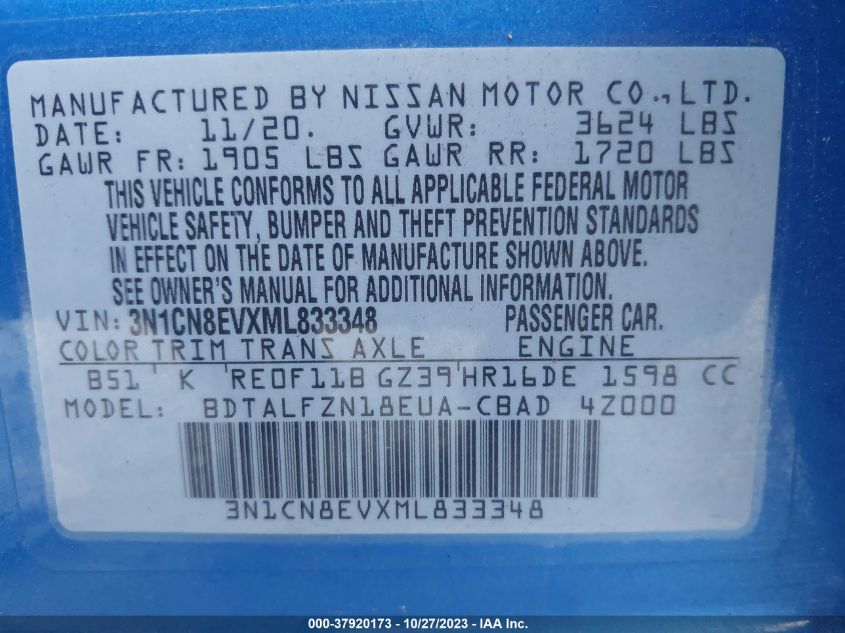 MANUFACTURED BY NISSAN MOTOR CO., LTD.
DATE: 11/20. GVWR: 3624 LBS
GAWR FR: 1905 LBS GAWR RR: 1720 LBS
THIS VEHICLE CONFORMS TO ALL APPLICABLE FEDERAL MOTOR
VEHICLE SAFETY, BUMPER AND THEFT PREVENTION STANDARDS
IN EFFECT ON THE DATE OF MANUFACTURE SHOWN ABOVE.
SEE OWNER'S MANUAL FOR ADDITIONAL INFORMATION.
VIN: 3N1CN8EVXML833348 PASSENGER CAR.
COLOR TRIM TRANS AXLE ENGINE
B51 K RE0F11B GZ39 HR16DE 1598 CC
MODEL: BDTALFZN18EUA-CBAD 4Z000
3N1CN8EVXML833348
000-37920173 - 10/27/2023 - IAA Inc.